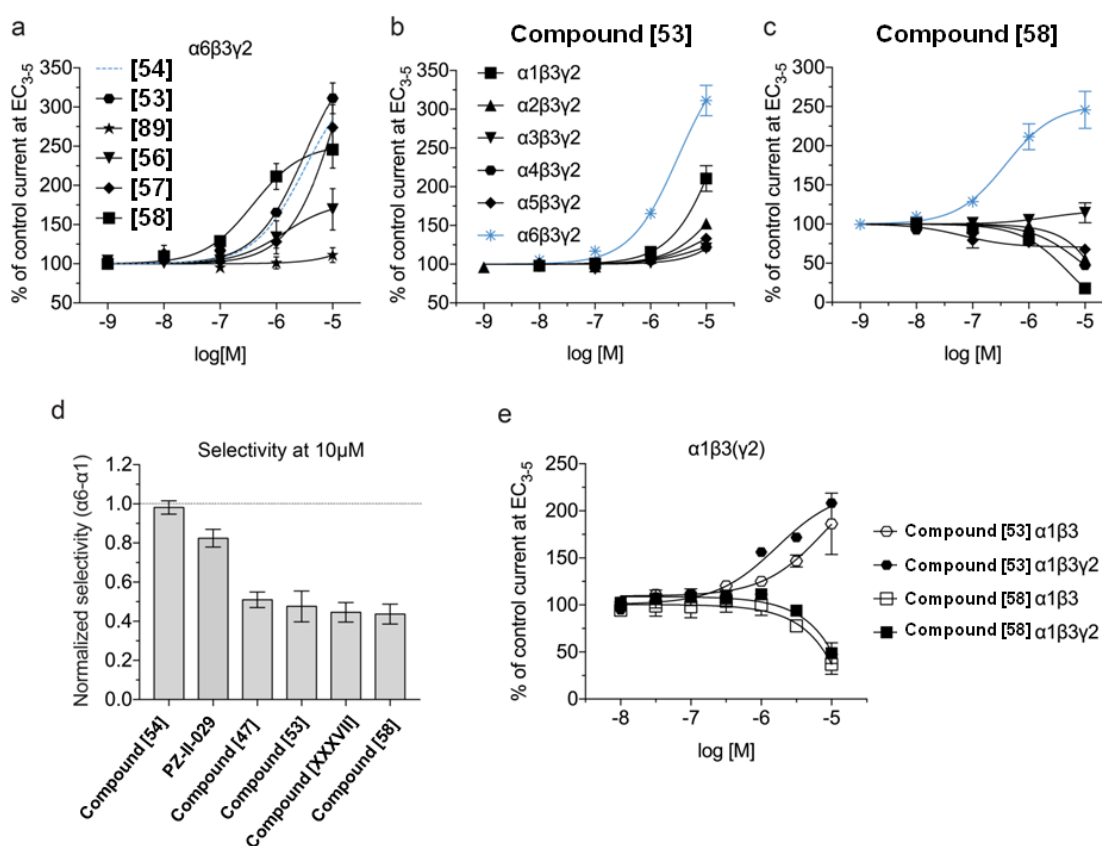 a
α6β3γ2
[54]
[53]
[89]
[56]
[57]
[58]
% of control current at EC3-5
350
300
250
200
150
100
50
-9 -8 -7 -6 -5
log[M]
b
Compound [53]
α1β3γ2
α2β3γ2
α3β3γ2
α4β3γ2
α5β3γ2
α6β3γ2
% of control current at EC3-5
350
300
250
200
150
100
50
-9 -8 -7 -6 -5
log [M]
c
Compound [58]
% of control current at EC3-5
300
250
200
150
100
50
0
-9 -8 -7 -6 -5
log [M]
d
Selectivity at 10µM
Normalized selectivity (α6-α1)
1.2
1.0
0.8
0.6
0.4
0.2
0.0
Compound [54]
PZ-II-029
Compound [47]
Compound [53]
Compound [XXXVII]
Compound [58]
e
α1β3(γ2)
% of control current at EC3-5
250
200
150
100
50
0
-8 -7 -6 -5
log [M]
Compound [53] α1β3
Compound [53] α1β3γ2
Compound [58] α1β3
Compound [58] α1β3γ2